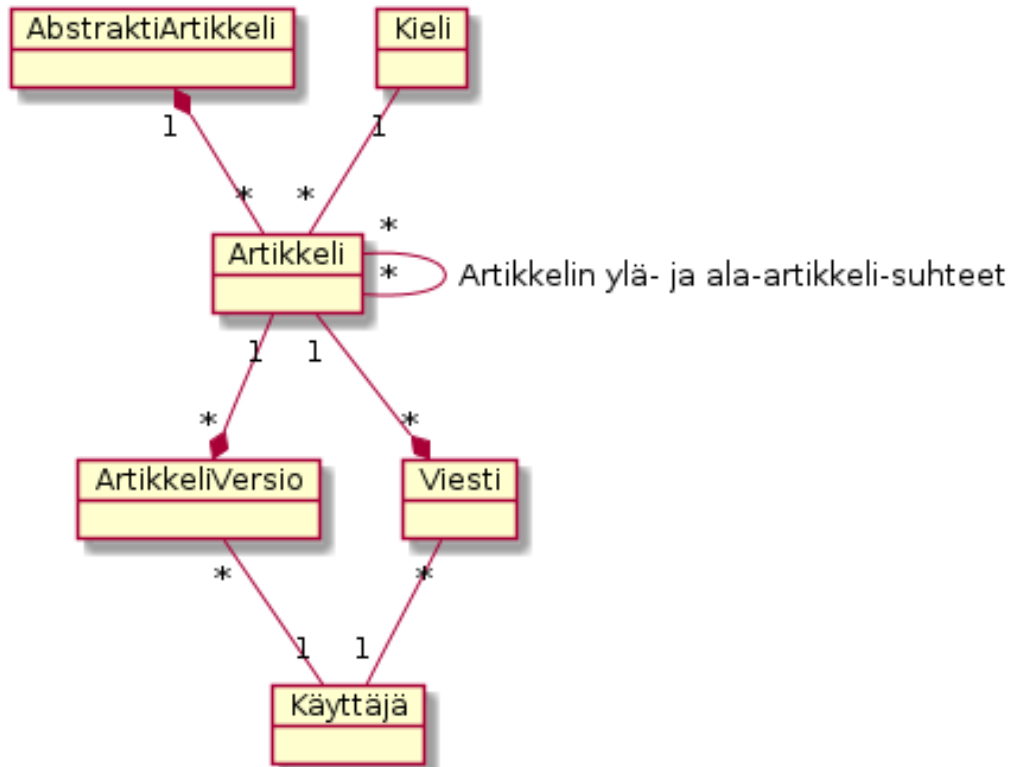 AbstraktiArtikkeli
Kieli
1
1
*
*
*
Artikkeli
*
Artikkelin ylä- ja ala-artikkeli-suhteet
1
1
*
*
ArtikkeliVersio
Viesti
*
*
1
1
Käyttäjä